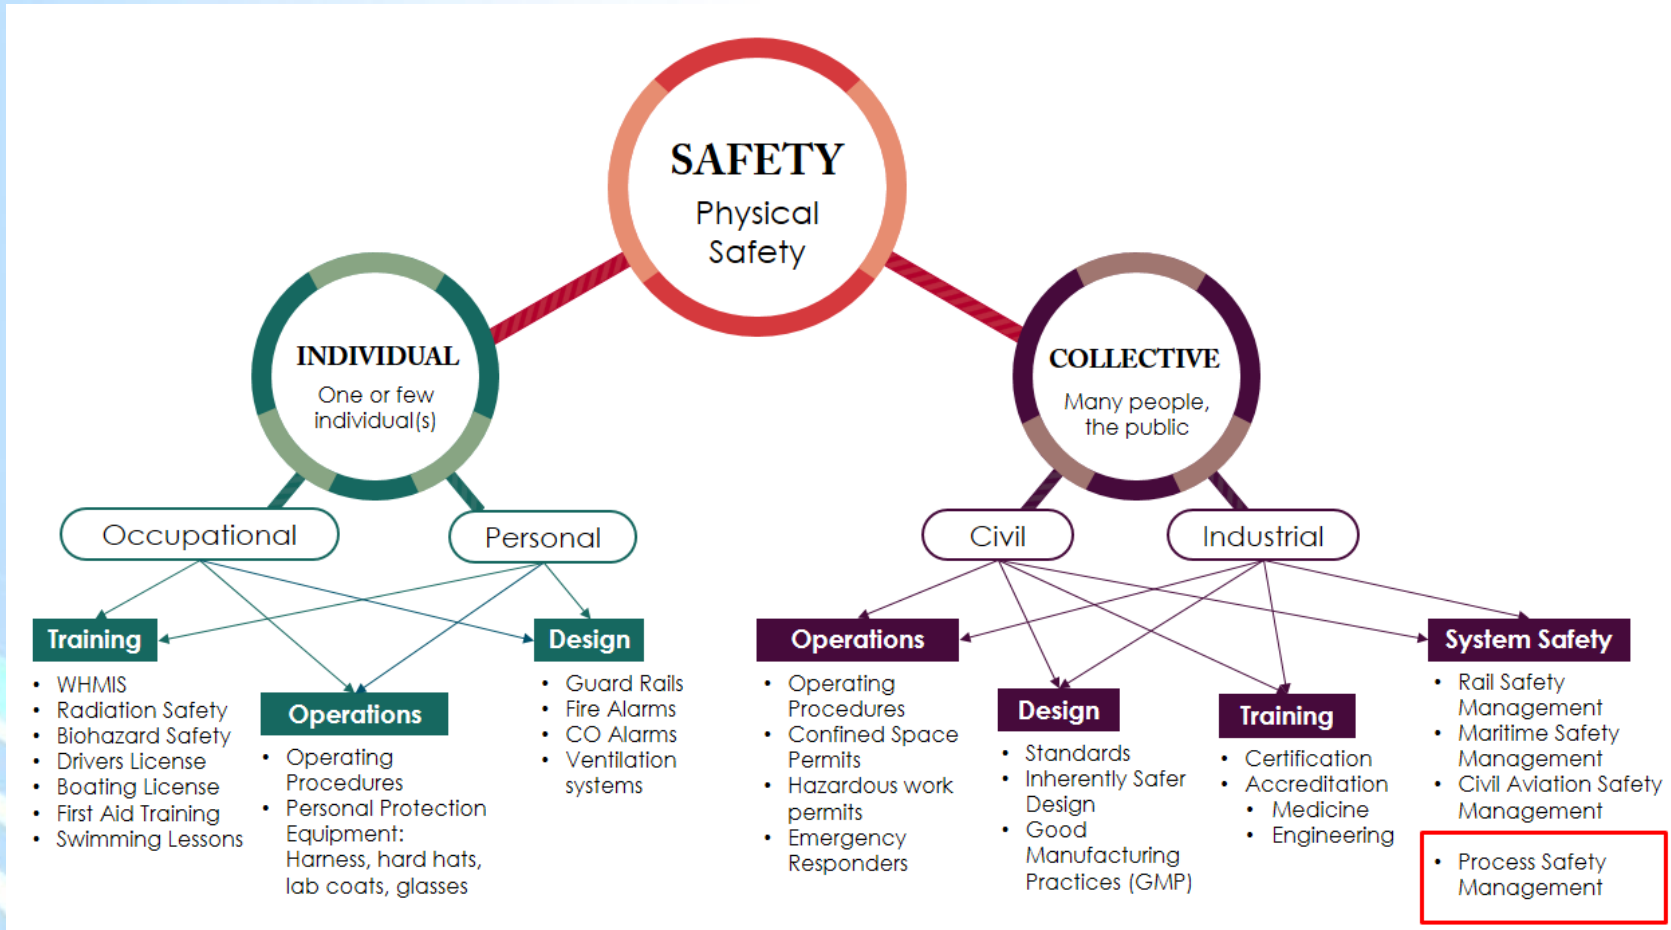 SAFETY
Physical
Safety
INDIVIDUAL
One or few
individual(s)
COLLECTIVE
Many people,
the public
Occupational
Personal
Civil
Industrial
Training
• WHMIS
• Radiation Safety
• Biohazard Safety
• Drivers License
• Boating License
• First Aid Training
• Swimming Lessons
Operations
• Operating
Procedures
• Personal Protection
Equipment:
Harness, hard hats,
lab coats, glasses
Design
• Guard Rails
• Fire Alarms
• CO Alarms
• Ventilation
systems
Operations
• Operating
Procedures
• Confined Space
Permits
• Hazardous work
permits
• Emergency
Responders
Design
• Standards
• Inherently Safer
Design
• Good
Manufacturing
Practices (GMP)
Training
• Certification
• Accreditation
• Medicine
• Engineering
System Safety
• Rail Safety
Management
• Maritime Safety
Management
• Civil Aviation Safety
Management
• Process Safety
Management